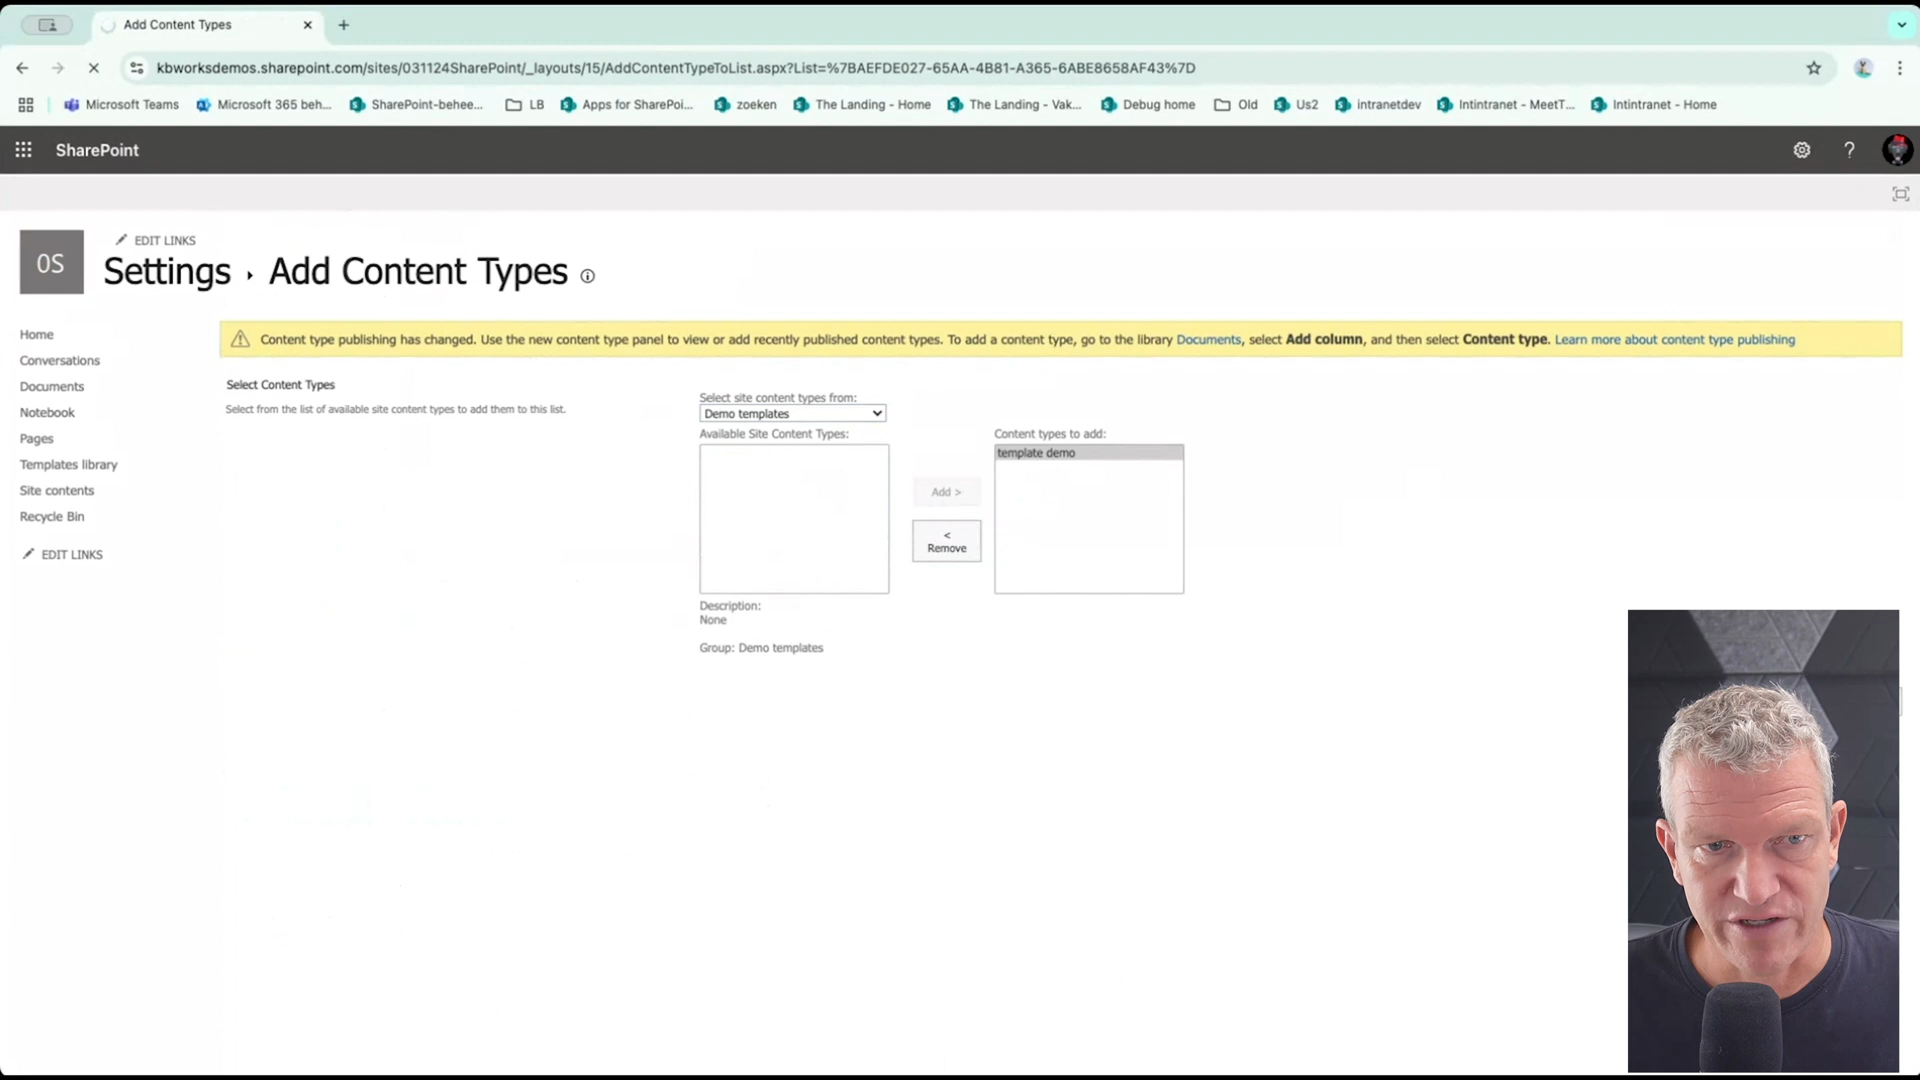 Add Content Types
kbworksdemos.sharepoint.com/sites/031124SharePoint/_layouts/15/AddContentTypeToList.aspx?List=%7BAEFDE027-65AA-4B81-A365-6ABE8658AF43%7D
Microsoft Teams Microsoft 365 beh... SharePoint-behee... LB Apps for SharePoi... zoeken The Landing - Home The Landing - Vak... Debug home Old Us2 intranetdev Intintranet - MeetT... Intintranet - Home
SharePoint
0S
EDIT LINKS
Settings ▸ Add Content Types
Home
Conversations
Documents
Notebook
Pages
Templates library
Site contents
Recycle Bin
EDIT LINKS
Content type publishing has changed. Use the new content type panel to view or add recently published content types. To add a content type, go to the library Documents, select Add column, and then select Content type. Learn more about content type publishing
Select Content Types
Select from the list of available site content types to add them to this list.
Select site content types from:
Demo templates
Available Site Content Types:
Add >
< 
Remove
Content types to add:
template demo
Description:
None
Group: Demo templates